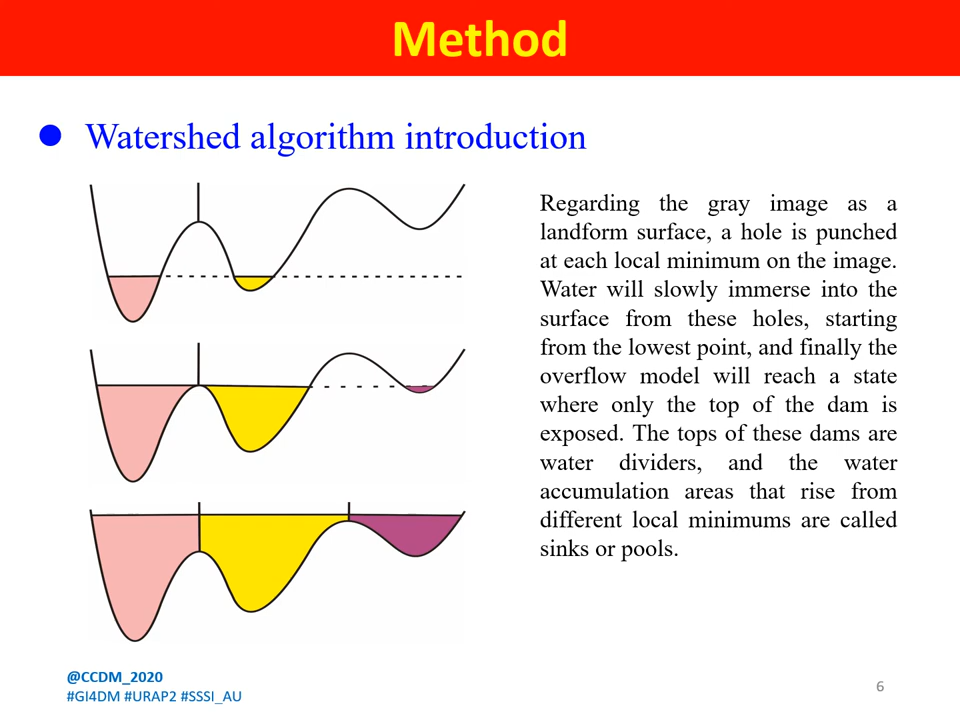 Method
Watershed algorithm introduction
Regarding the gray image as a
landform surface, a hole is punched
at each local minimum on the image.
Water will slowly immerse into the
surface from these holes, starting
from the lowest point, and finally the
overflow model will reach a state
where only the top of the dam is
exposed. The tops of these dams are
water dividers, and the water
accumulation areas that rise from
different local minimums are called
sinks or pools.
@CCDM_2020
#GI4DM #URAP2 #SSSI_AU
6